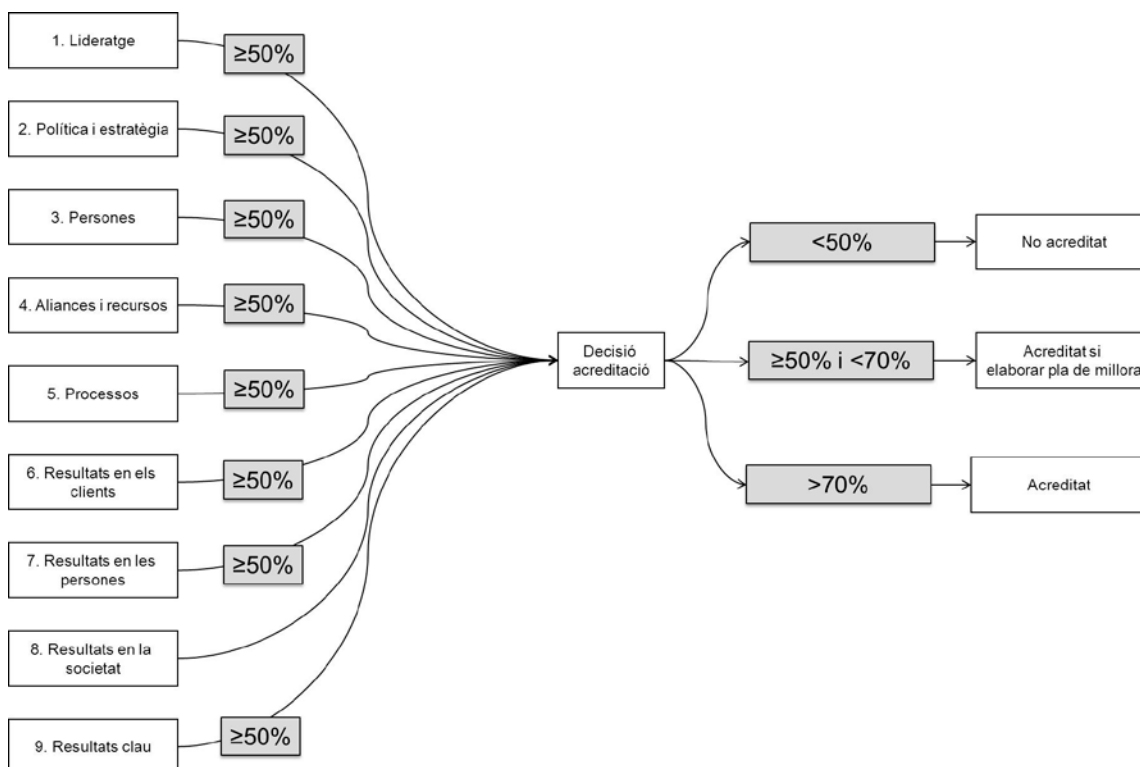 1. Lideratge
≥50%
2. Política i estratègia
≥50%
3. Persones
≥50%
4. Aliances i recursos
≥50%
5. Processos
≥50%
6. Resultats en els
clients
≥50%
7. Resultats en les
persones
≥50%
8. Resultats en la
societat
9. Resultats clau
≥50%
Decisió
acreditació
<50%
No acreditat
≥50% i <70%
Acreditat si
elaborar pla de millora
>70%
Acreditat